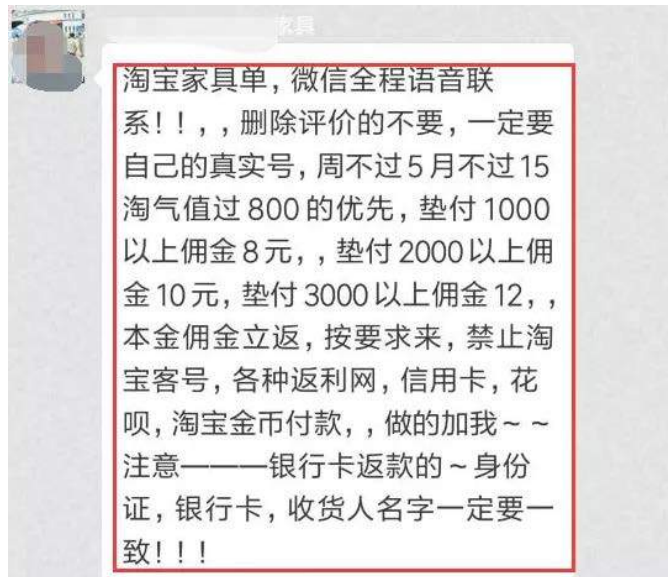 家具
淘宝家具单,微信全程语音联
系!!,,删除评价的不要,一定要
自己的真实号,周不过5月不过15
淘气值过800的优先,垫付1000
以上佣金8元,,垫付2000以上佣
金10元,垫付3000以上佣金12,,
本金佣金立返,按要求来,禁止淘
宝客号,各种返利网,信用卡,花
呗,淘宝金币付款,,做的加我~~
注意———银行卡返款的~身份
证,银行卡,收货人名字一定要一
致!!!